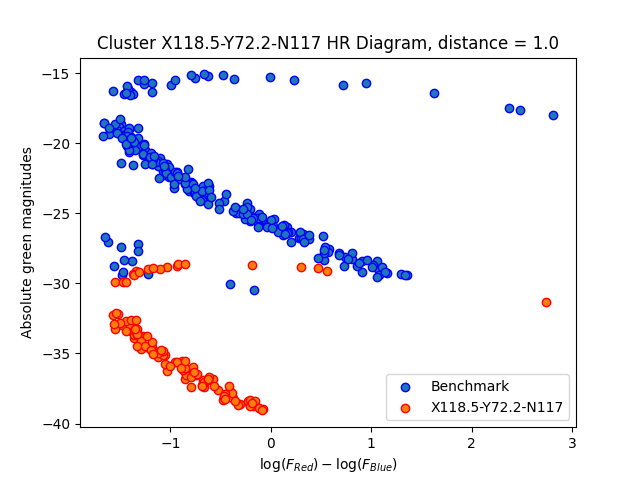 Cluster X118.5-Y72.2-N117 HR Diagram, distance = 1.0
Absolute green magnitudes
−15
−20
−25
−30
−35
−40
Benchmark
X118.5-Y72.2-N117
−1 0 1 2 3
log(F_Red) − log(F_Blue)